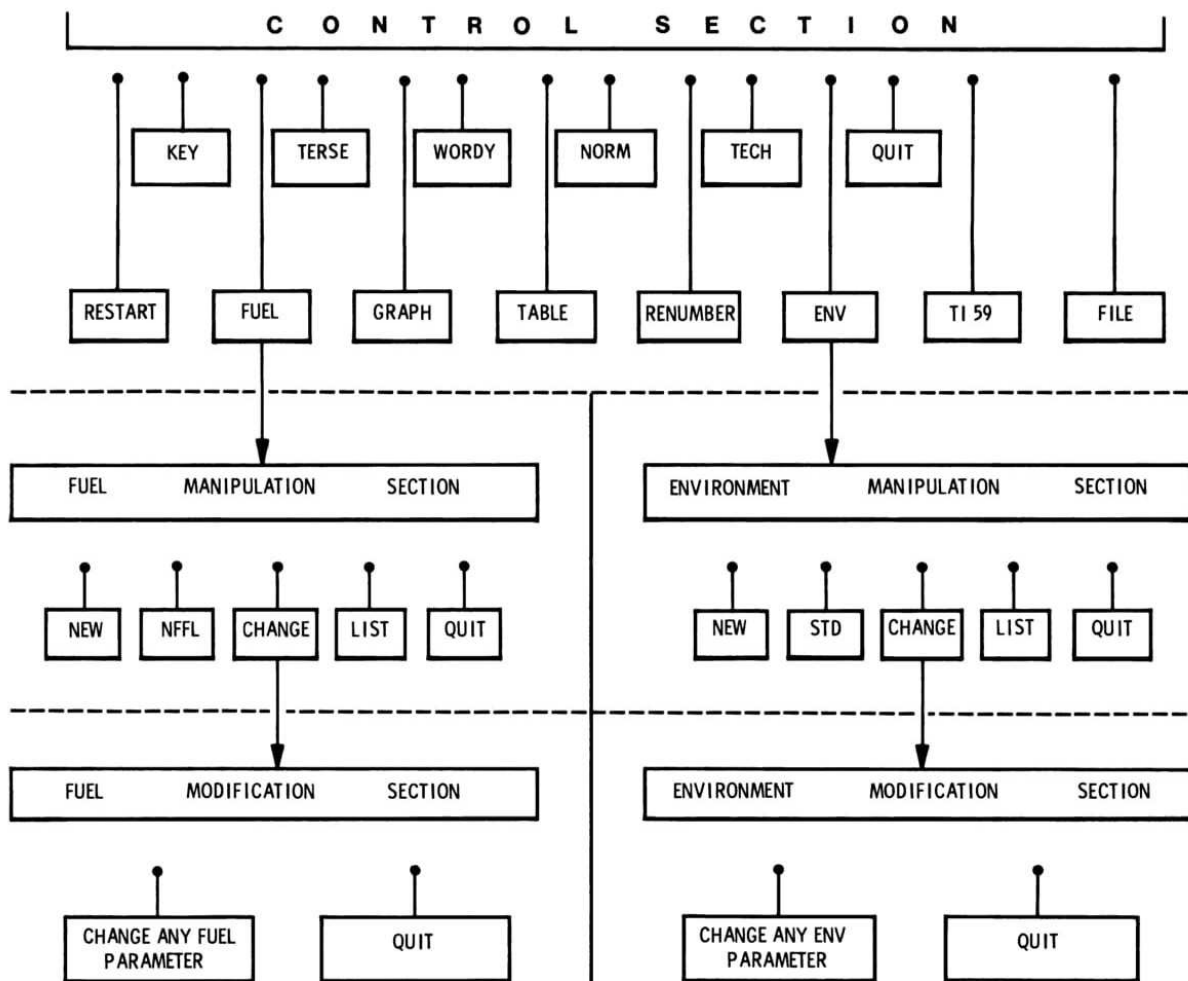 CONTROL SECTION
KEY TERSE WORDY NORM TECH QUIT
RESTART FUEL GRAPH TABLE RENUMBER ENV TI 59 FILE
FUEL MANIPULATION SECTION
ENVIRONMENT MANIPULATION SECTION
NEW NFFL CHANGE LIST QUIT
NEW STD CHANGE LIST QUIT
FUEL MODIFICATION SECTION
ENVIRONMENT MODIFICATION SECTION
CHANGE ANY FUEL
PARAMETER
QUIT
CHANGE ANY ENV
PARAMETER
QUIT